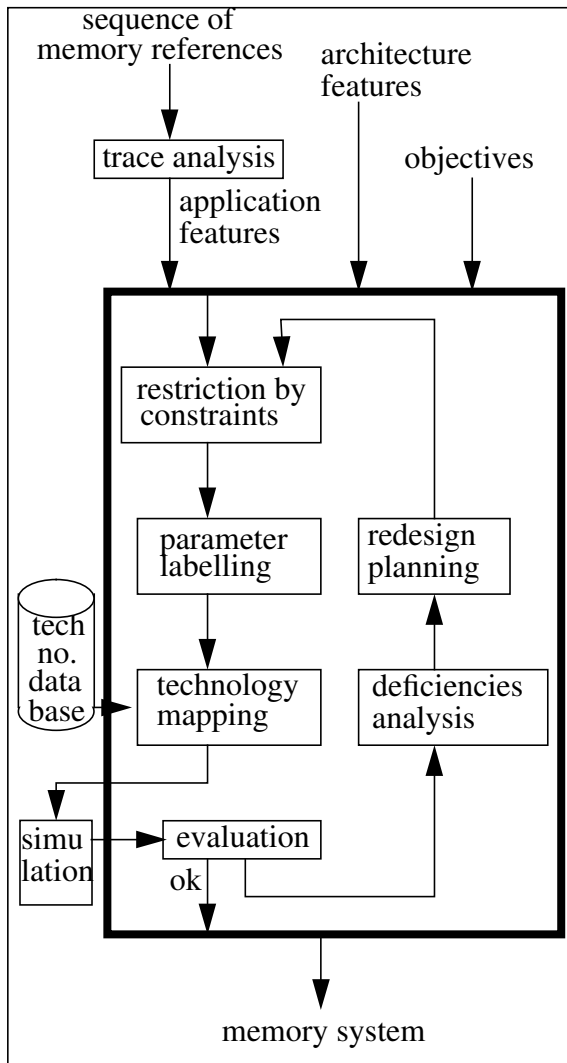 sequence of
memory references
architecture
features
trace analysis
objectives
application
features
restriction by
constraints
parameter
labelling
redesign
planning
tech
no.
data
base
technology
mapping
deficiencies
analysis
simu
lation
evaluation
ok
memory system